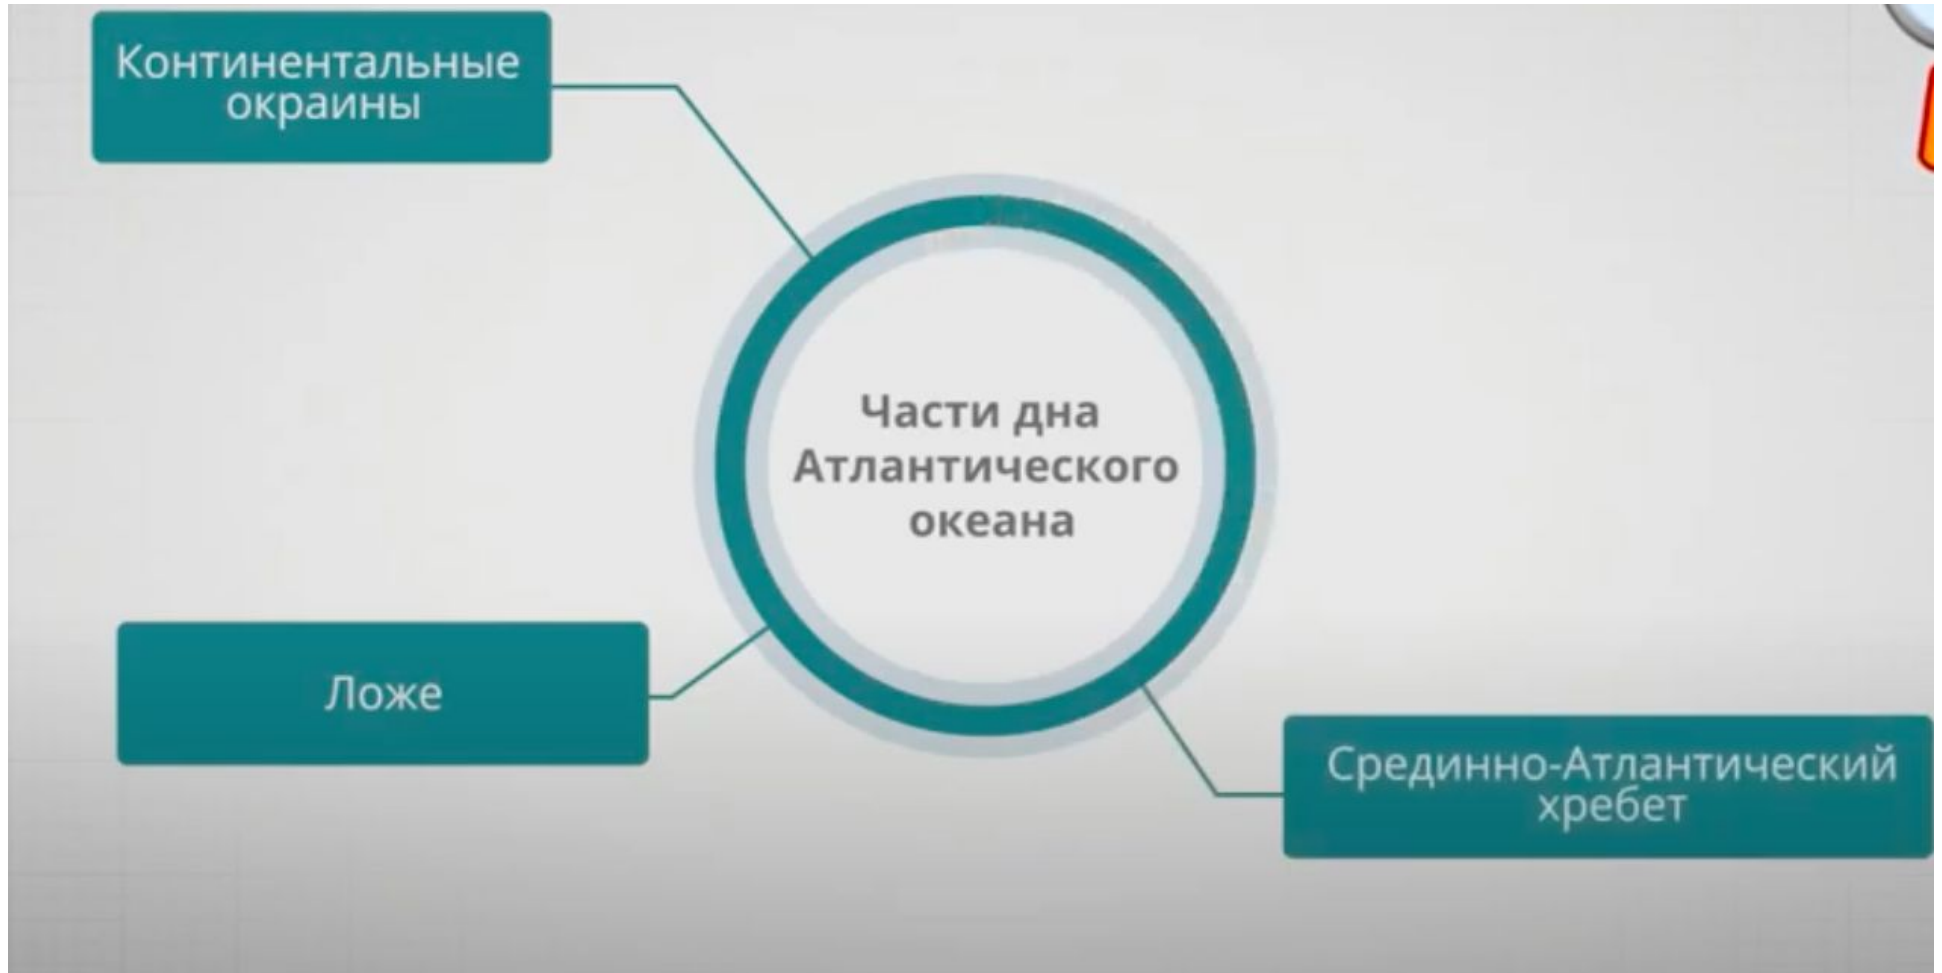 Континентальные
окраины
Части дна
Атлантического
океана
Ложе
Срединно-Атлантический
хребет